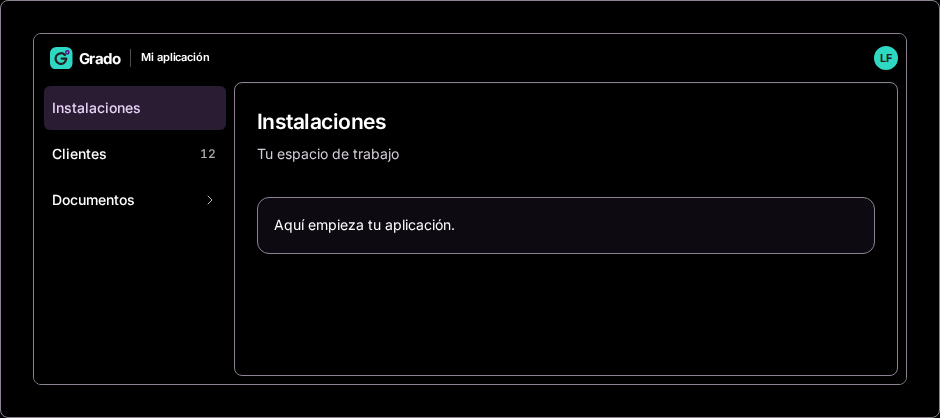 Grado
Mi aplicación
LF
Instalaciones
Clientes
12
Documentos
Instalaciones
Tu espacio de trabajo
Aquí empieza tu aplicación.